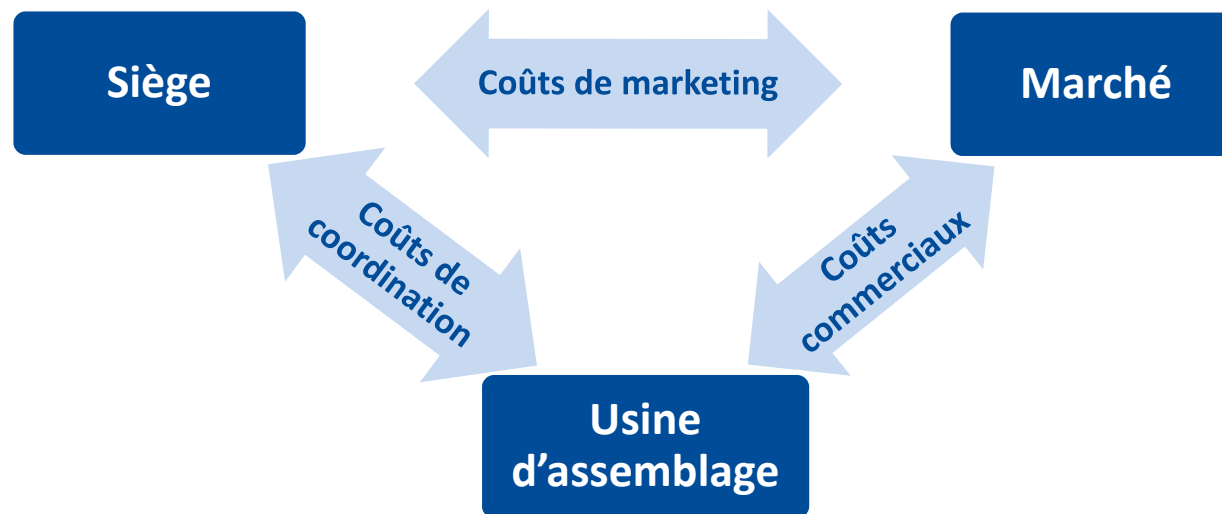 Siège
Coûts de marketing
Marché
Coûts de
coordination
Coûts
commerciaux
Usine
d’assemblage